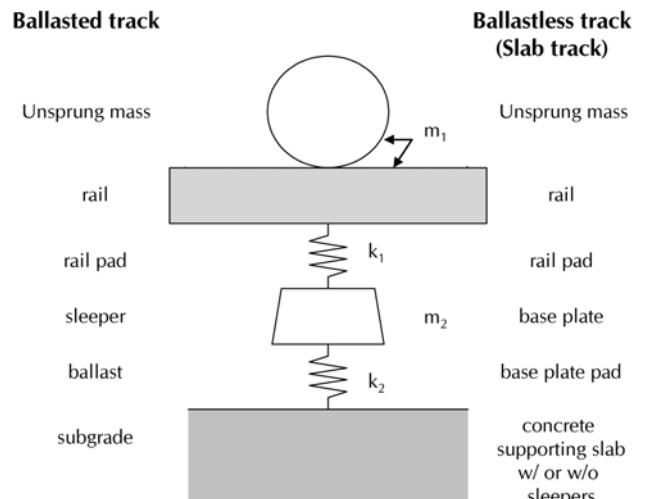 Ballasted track
Ballastless track
(Slab track)
Unsprung mass
m1
Unsprung mass
rail
rail
rail pad
k1
rail pad
sleeper
m2
base plate
ballast
k2
base plate pad
subgrade
concrete
supporting slab
w/ or w/o
sleepers